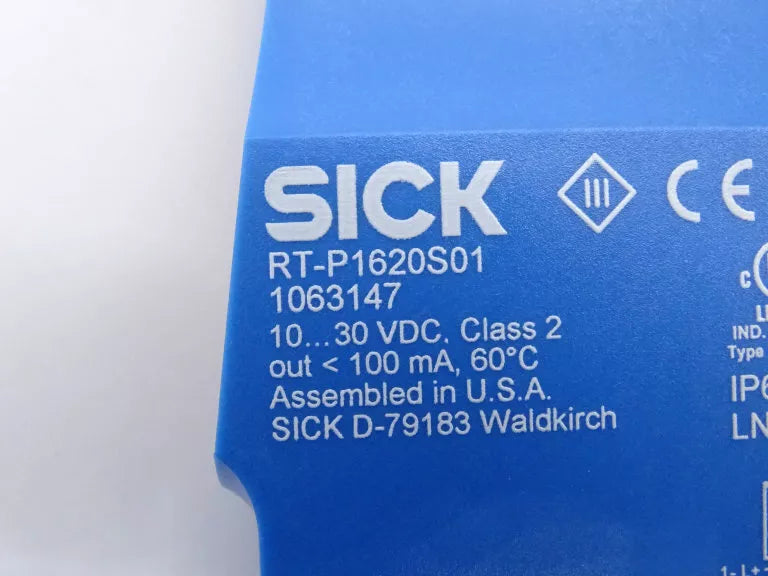 SICK
RT-P1620S01
1063147
10...30 VDC, Class 2
out < 100 mA, 60°C
Assembled in U.S.A.
SICK D-79183 Waldkirch
III
CE
C
IND.
Type